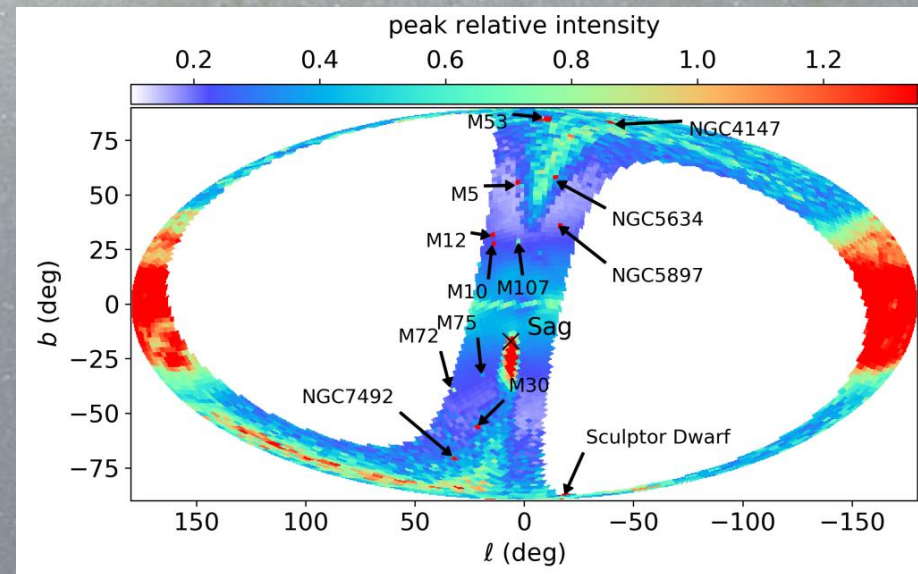 peak relative intensity
0.2 0.4 0.6 0.8 1.0 1.2
M53
NGC4147
M5
NGC5634
M12
NGC5897
M10 M107
M75
Sag
M72
M30
NGC7492
Sculptor Dwarf
75
50
25
0
−25
−50
−75
b (deg)
150 100 50 0 −50 −100 −150
ℓ (deg)